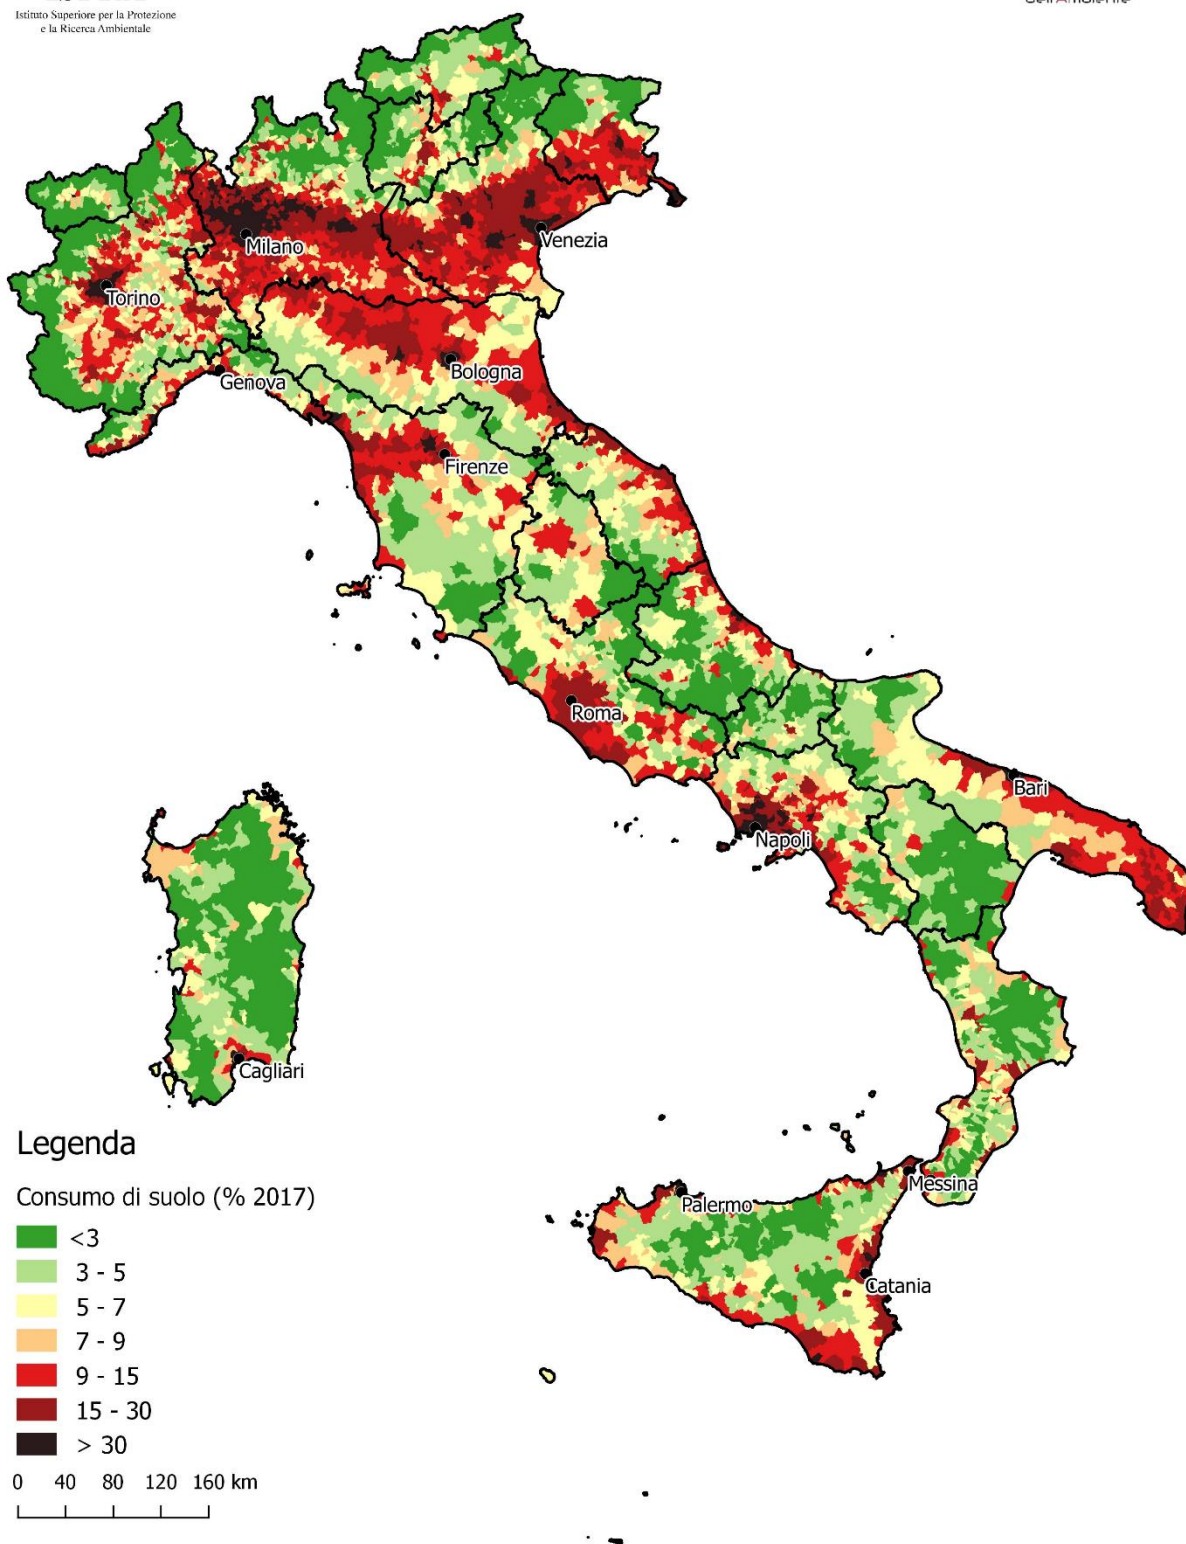 Istituto Superiore per la Protezione
e la Ricerca Ambientale
Milano
Venezia
Torino
Bologna
Genova
Firenze
Roma
Bari
Napoli
Cagliari
Messina
Palermo
Catania
Legenda
Consumo di suolo (% 2017)
<3
3 - 5
5 - 7
7 - 9
9 - 15
15 - 30
> 30
0 40 80 120 160 km